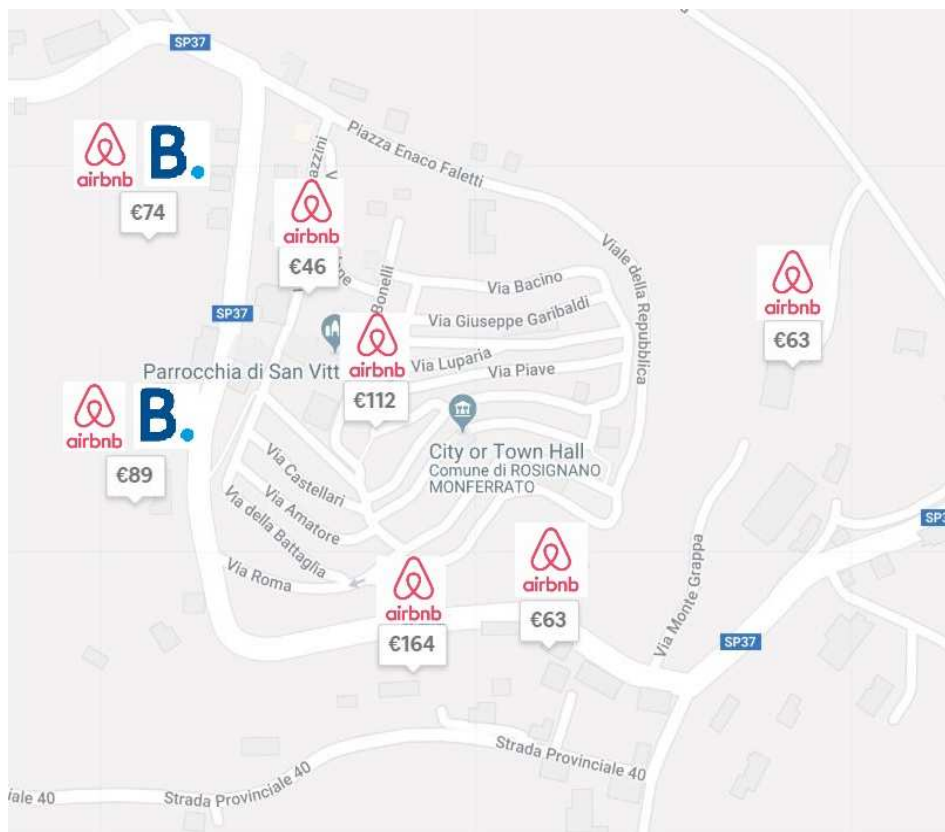 SP37
Piazza Enaco Faletti
airbnb B.
€74
azzini
airbnb
€46
Viale della Repubblica
Via Bacino
airbnb
€63
SP37
Bonelli
Via Giuseppe Garibaldi
airbnb
Via Luparia
Parrocchia di San Vitt
Via Piave
€112
airbnb B.
€89
City or Town Hall
Comune di ROSIGNANO
MONFERRATO
Via Castellari
Via Amatore
Via della Battaglia
SP3
Via Roma
airbnb
€164
airbnb
€63
Via Monte Grappa
SP37
Strada Provinciale 40
Strada Provinciale 40
iale 40